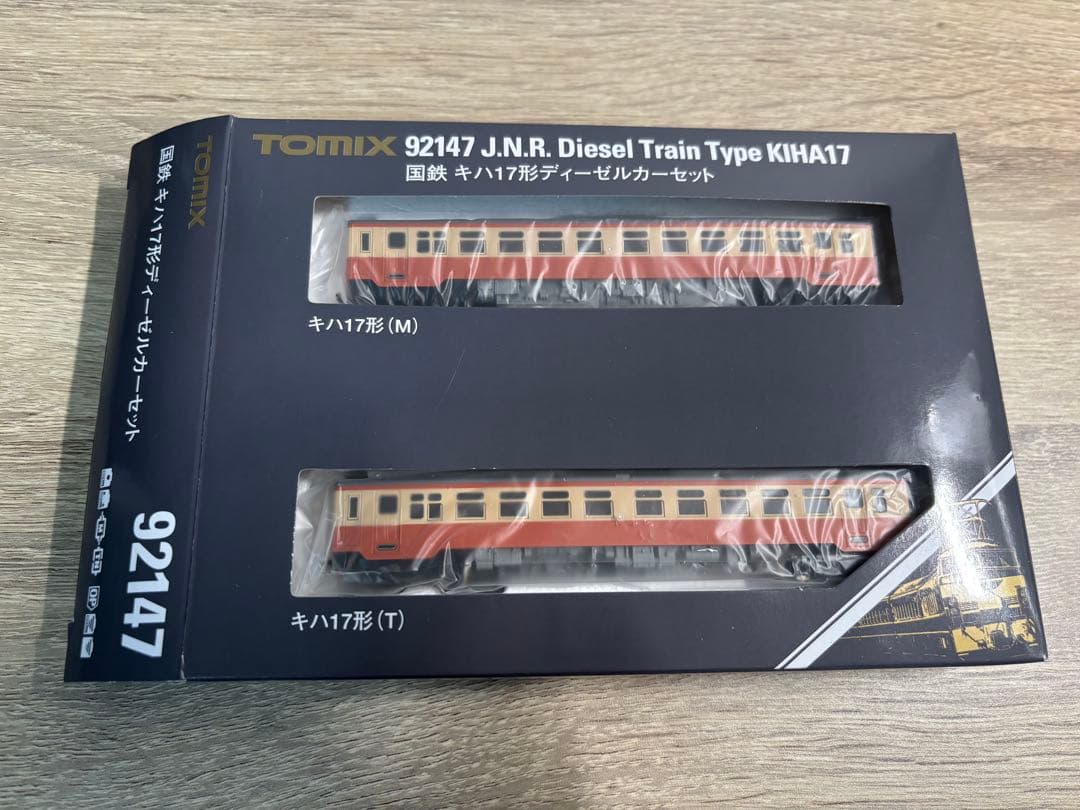 TOMIX 92147 J.N.R. Diesel Train Type KIHA17
国鉄 キハ17形ディーゼルカーセット
キハ17形(M)
キハ17形(T)
TOMIX
国鉄 キハ17形ディーゼルカーセット
92147
M
OP